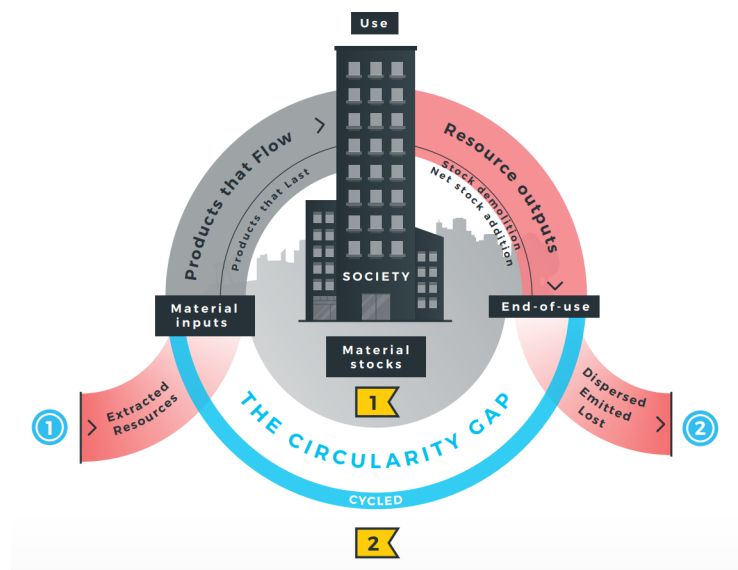 Use
Products that Flow
Products that Last
Resource outputs
Stock demolition
Net stock addition
SOCIETY
Material
inputs
End-of-use
Material
stocks
1
Extracted
Resources
1
THE CIRCULARITY GAP
Dispersed
Emitted
Lost
2
CYCLED
2